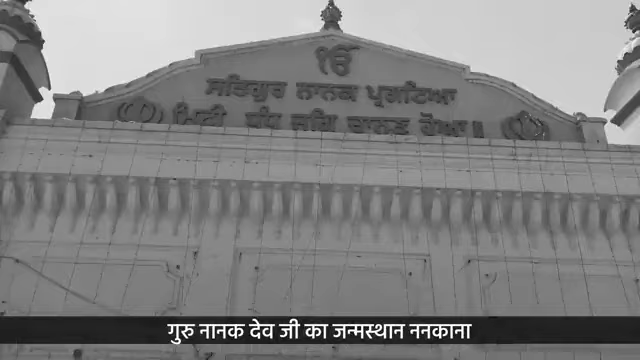 ੴ
ਸਤਿਗੁਰ ਨਾਨਕ ਪ੍ਰਗਟਿਆ
ਮਿਟੀ ਧੁੰਧ ਜਗਿ ਚਾਨਣ ਹੋਆ॥
गुरु नानक देव जी का जन्मस्थान ननकाना